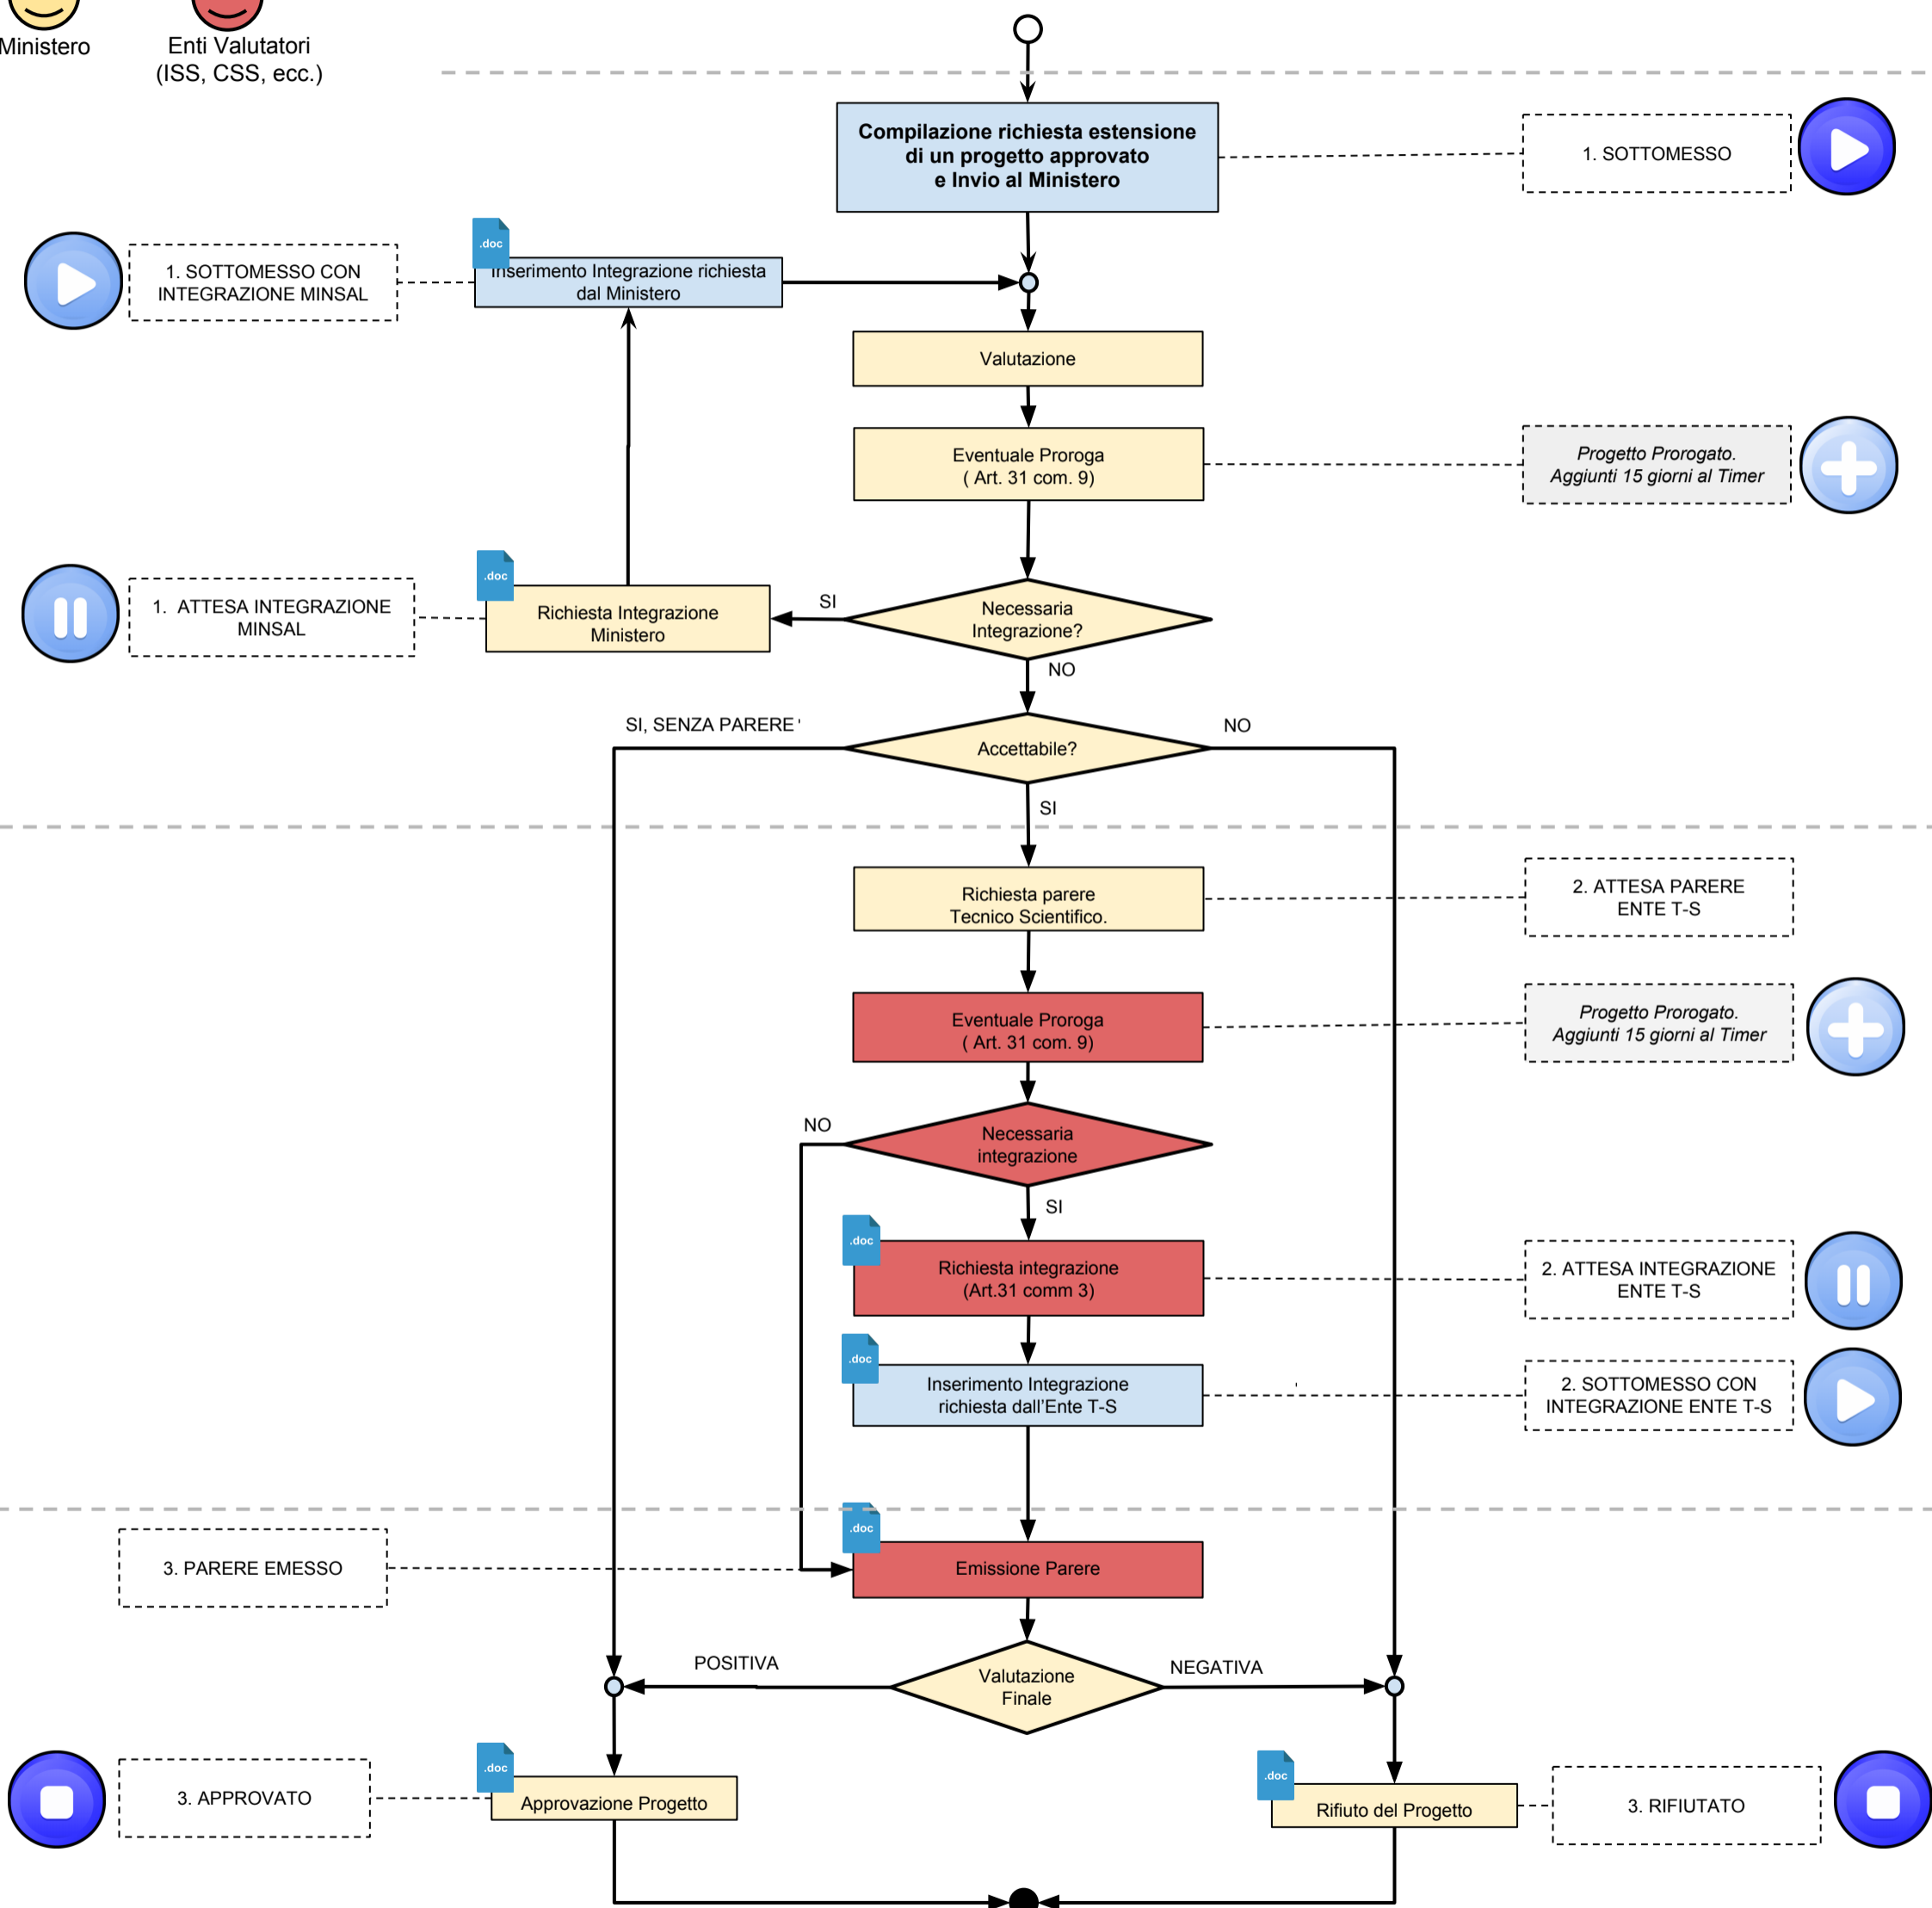 Ministero
Enti Valutatori
(ISS, CSS, ecc.)
Compilazione richiesta estensione
di un progetto approvato
e Invio al Ministero
1. SOTTOMESSO
1. SOTTOMESSO CON
INTEGRAZIONE MINSAL
.doc
Inserimento Integrazione richiesta
dal Ministero
Valutazione
Eventuale Proroga
( Art. 31 com. 9)
Progetto Prorogato.
Aggiunti 15 giorni al Timer
1. ATTESA INTEGRAZIONE
MINSAL
.doc
Richiesta Integrazione
Ministero
SI
Necessaria
Integrazione?
NO
SI, SENZA PARERE'
Accettabile?
NO
SI
Richiesta parere
Tecnico Scientifico.
2. ATTESA PARERE
ENTE T-S
Eventuale Proroga
( Art. 31 com. 9)
Progetto Prorogato.
Aggiunti 15 giorni al Timer
NO
Necessaria
integrazione
SI
.doc
Richiesta integrazione
(Art.31 comm 3)
2. ATTESA INTEGRAZIONE
ENTE T-S
.doc
Inserimento Integrazione
richiesta dall'Ente T-S
2. SOTTOMESSO CON
INTEGRAZIONE ENTE T-S
3. PARERE EMESSO
.doc
Emissione Parere
POSITIVA
Valutazione
Finale
NEGATIVA
3. APPROVATO
.doc
Approvazione Progetto
.doc
Rifiuto del Progetto
3. RIFIUTATO